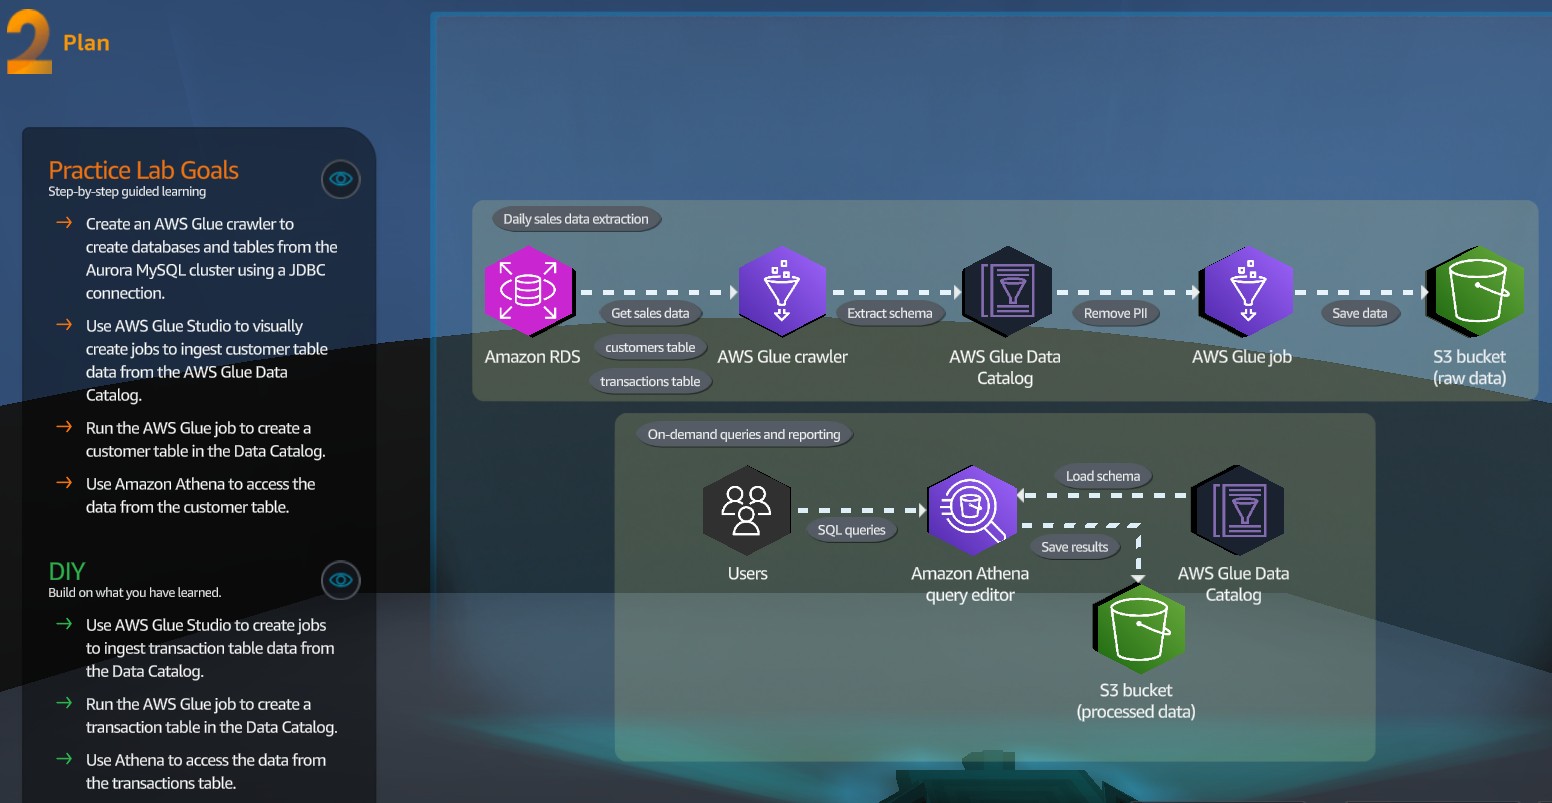 2
Plan
Practice Lab Goals
Step-by-step guided learning
Create an AWS Glue crawler to
create databases and tables from the
Aurora MySQL cluster using a JDBC
connection.
Use AWS Glue Studio to visually
create jobs to ingest customer table
data from the AWS Glue Data
Catalog.
Run the AWS Glue job to create a
customer table in the Data Catalog.
Use Amazon Athena to access the
data from the customer table.
DIY
Build on what you have learned.
Use AWS Glue Studio to create jobs
to ingest transaction table data from
the Data Catalog.
Run the AWS Glue job to create a
transaction table in the Data Catalog.
Use Athena to access the data from
the transactions table.
Daily sales data extraction
Amazon RDS
Get sales data
customers table
transactions table
AWS Glue crawler
Extract schema
AWS Glue Data
Catalog
Remove PII
AWS Glue job
Save data
S3 bucket
(raw data)
On-demand queries and reporting
Users
SQL queries
Amazon Athena
query editor
Load schema
Save results
AWS Glue Data
Catalog
S3 bucket
(processed data)